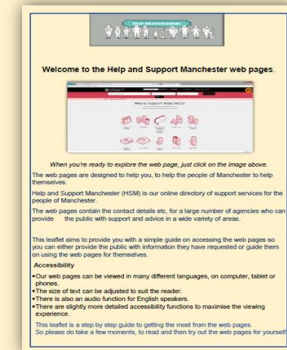 Our Manchester
Welcome to the Help and Support Manchester web pages.
When you're ready to explore the web page, just click on the image above.
The web pages are designed to help you, to help the people of Manchester to help
themselves.
Help and Support Manchester (HSM) is our online directory of support services for the
people of Manchester.
The web pages contain the contact details etc, for a large number of agencies who can
provide the public with support and advice in a wide variety of areas.
This leaflet aims to provide you with a simple guide on accessing the web pages so
you can either provide the public with information they have requested or guide them
on using the web pages for themselves.
Accessibility
•Our web pages can be viewed in many different languages, on computer, tablet or
phones.
•The size of text can be adjusted to suit the reader.
•There is also an audio function for English speakers.
•There are slightly more detailed accessibility functions to maximise the viewing
experience.
This leaflet is a step by step guide to getting the most from the web pages.
So please do take a few moments, to read and then try out the web pages for yourself